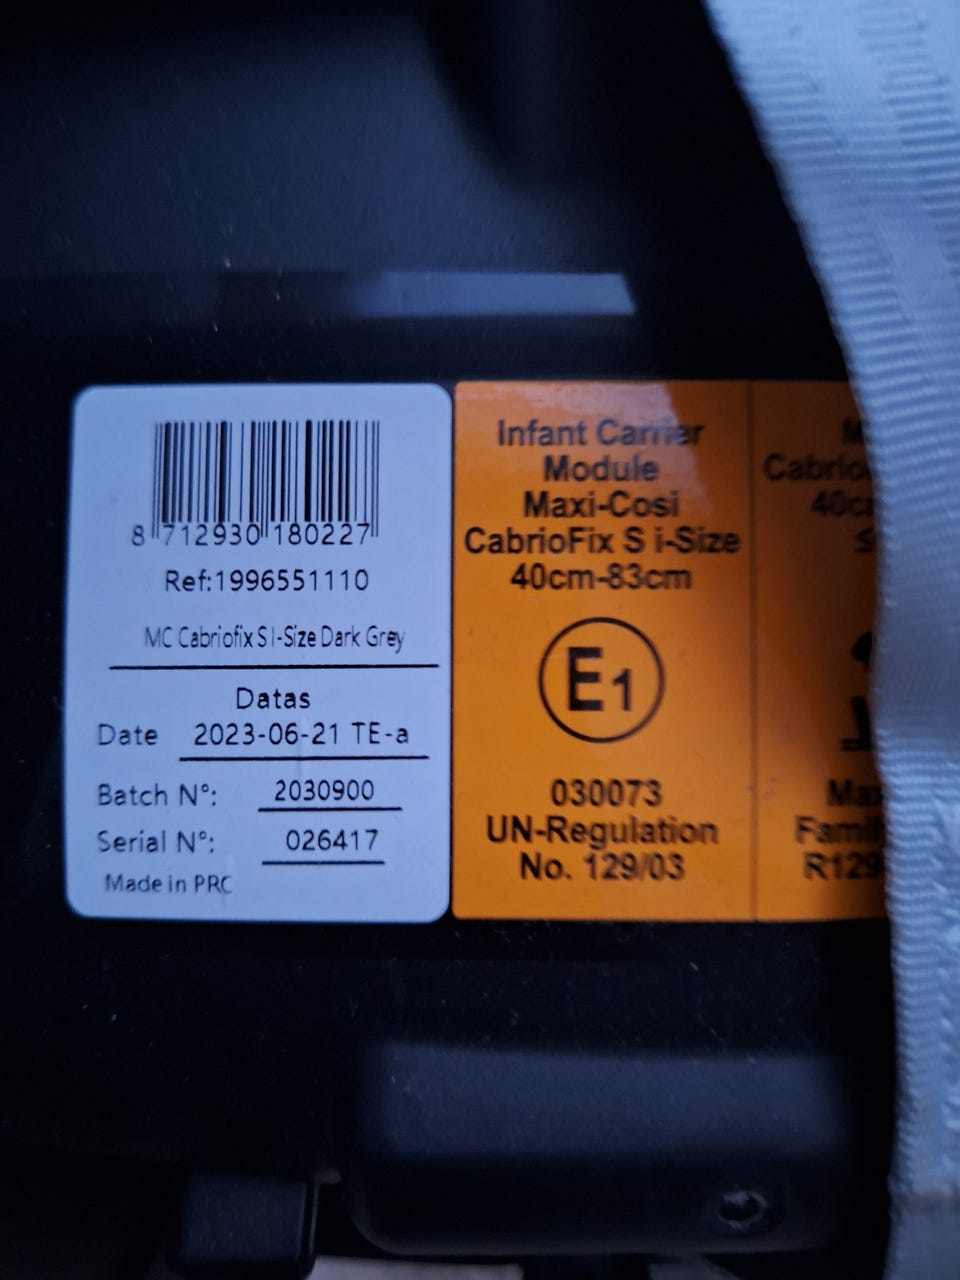 8 712930 180227
Ref:1996551110
MC Cabriofix S I-Size Dark Grey
Datas
Date 2023-06-21 TE-a
Batch N°: 2030900
Serial N°: 026417
Made in PRC
Infant Carrier
Module
Maxi-Cosi
CabrioFix S i-Size
40cm-83cm
E1
030073
UN-Regulation
No. 129/03